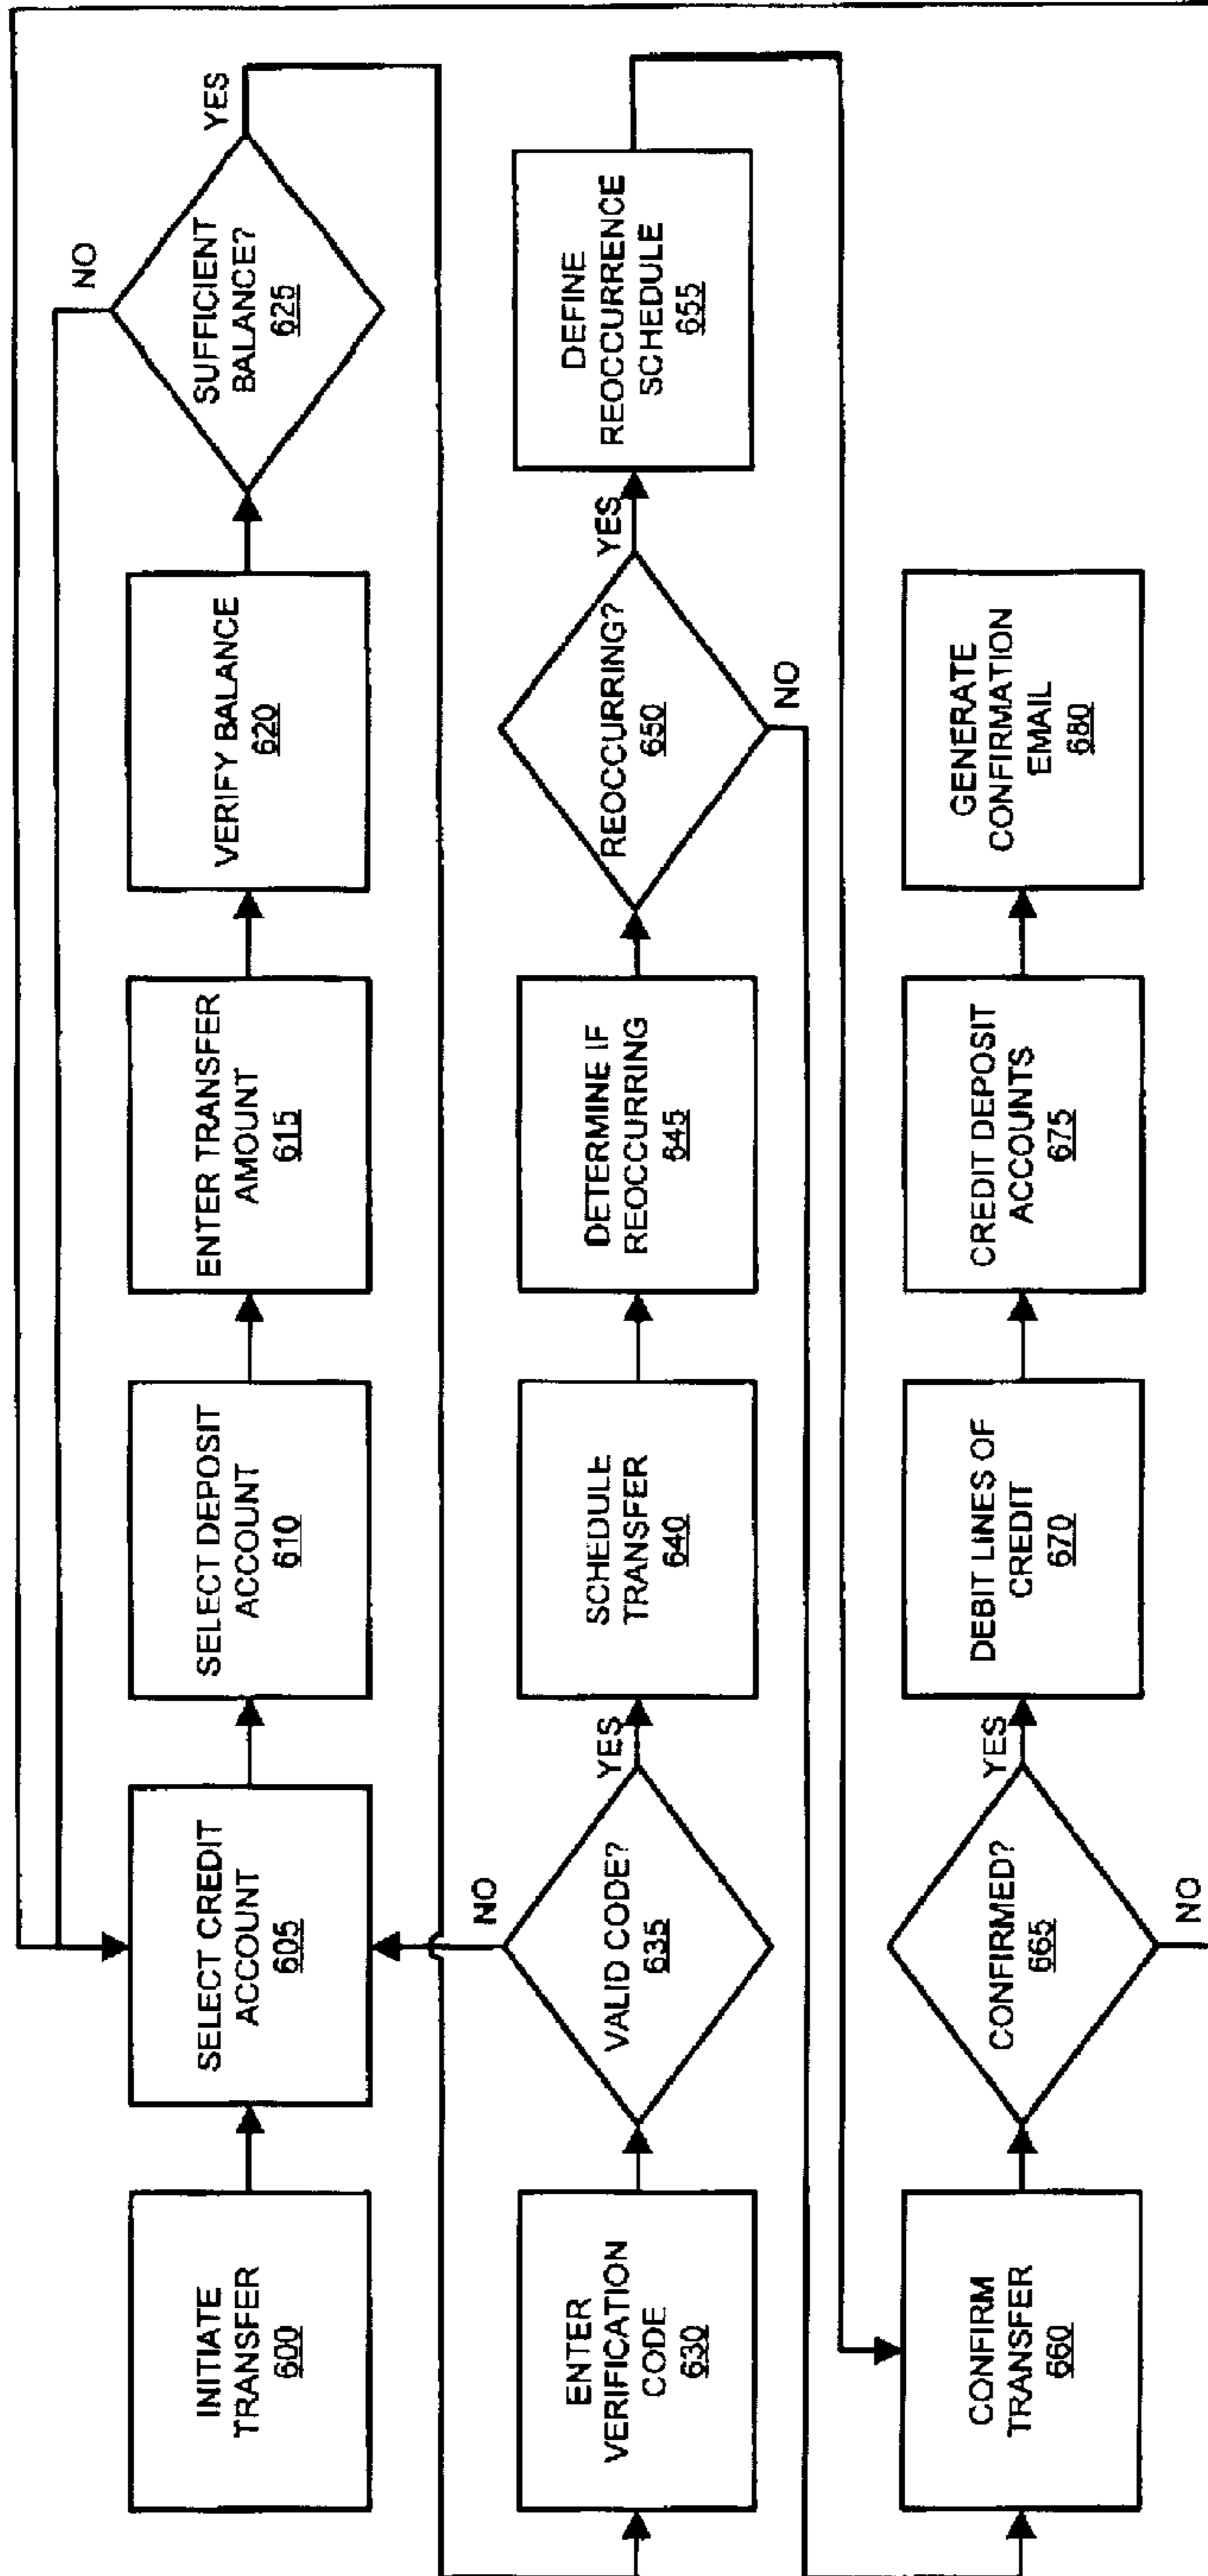 INITIATE
TRANSFER
600
SELECT CREDIT
ACCOUNT
605
SELECT DEPOSIT
ACCOUNT
610
ENTER TRANSFER
AMOUNT
615
VERIFY BALANCE
620
SUFFICIENT
BALANCE?
625
NO
YES
ENTER
VERIFICATION
CODE
630
VALID CODE?
635
NO
YES
SCHEDULE
TRANSFER
640
DETERMINE IF
REOCCURRING
645
REOCCURRING?
650
YES
NO
DEFINE
REOCCURRENCE
SCHEDULE
655
CONFIRM
TRANSFER
660
CONFIRMED?
665
YES
NO
DEBIT LINES OF
CREDIT
670
CREDIT DEPOSIT
ACCOUNTS
675
GENERATE
CONFIRMATION
EMAIL
680